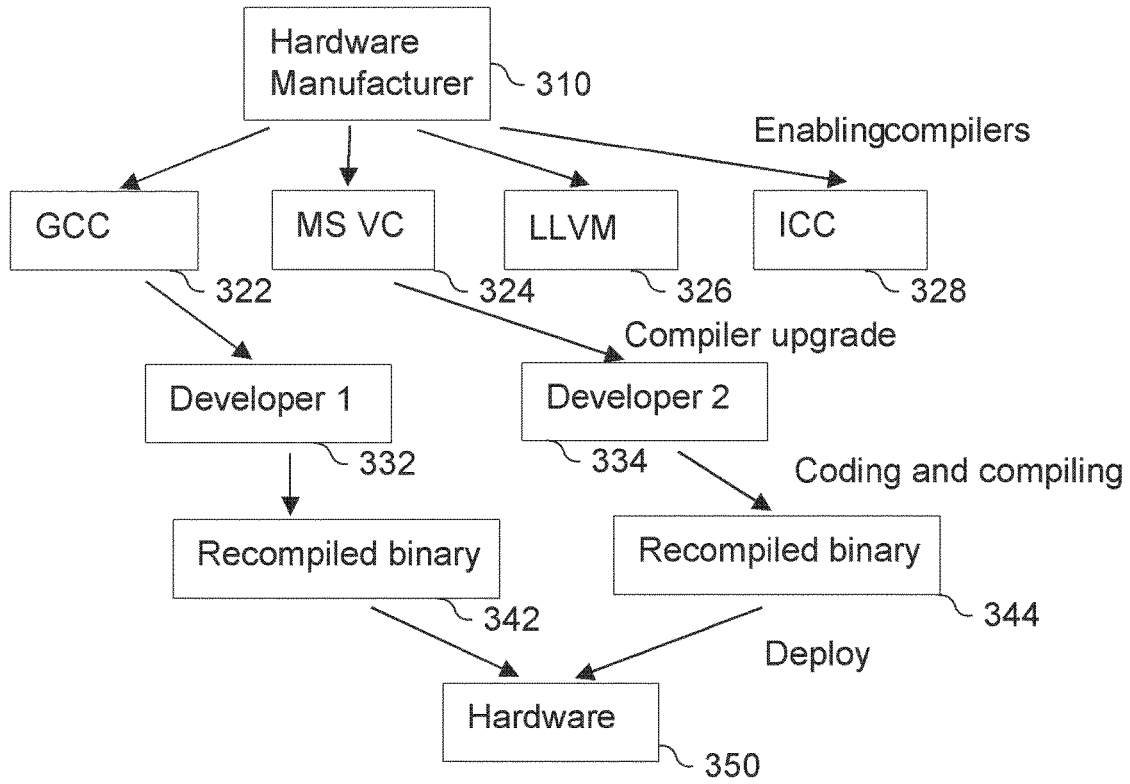 Hardware
Manufacturer
310
Enablingcompilers
GCC
MS VC
LLVM
ICC
322
324
326
328
Compiler upgrade
Developer 1
Developer 2
332
334
Coding and compiling
Recompiled binary
Recompiled binary
342
344
Deploy
Hardware
350